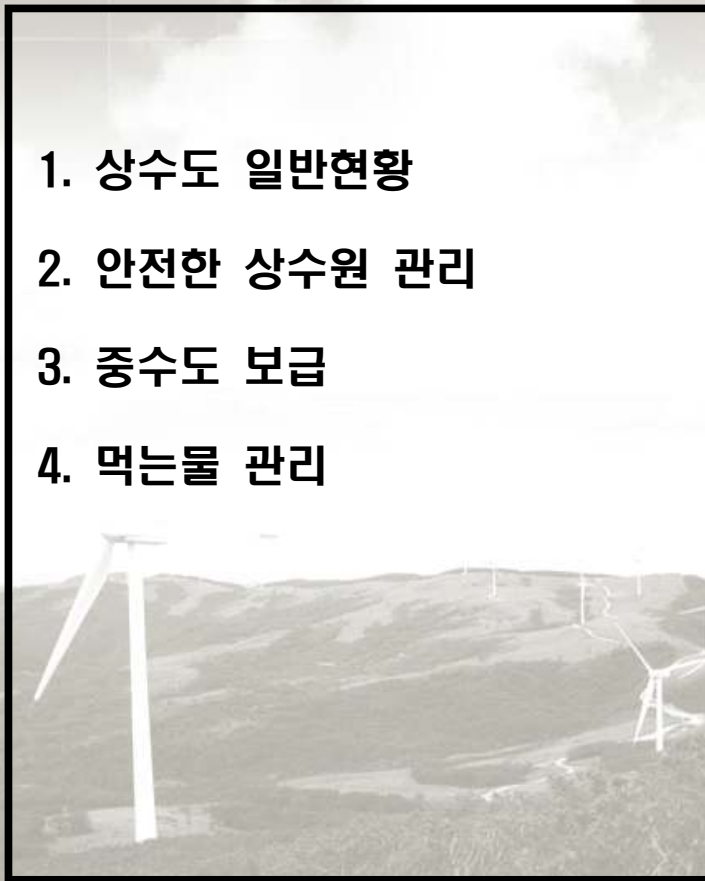 1. 상수도 일반현황
2. 안전한 상수원 관리
3. 중수도 보급
4. 먹는물 관리